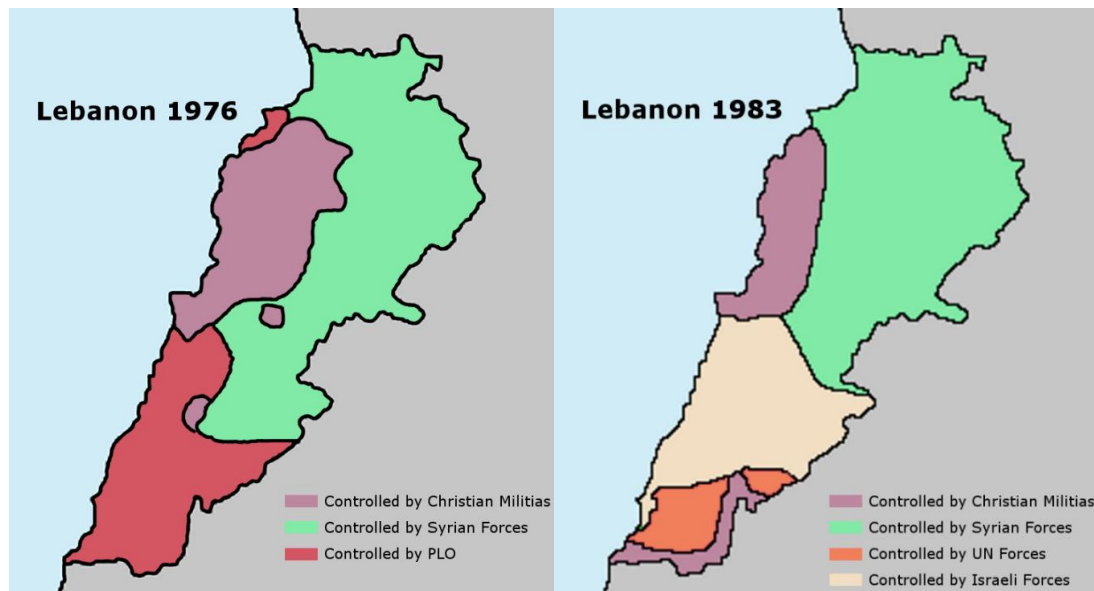 Lebanon 1976
Controlled by Christian Militias
Controlled by Syrian Forces
Controlled by PLO
Lebanon 1983
Controlled by Christian Militias
Controlled by Syrian Forces
Controlled by UN Forces
Controlled by Israeli Forces